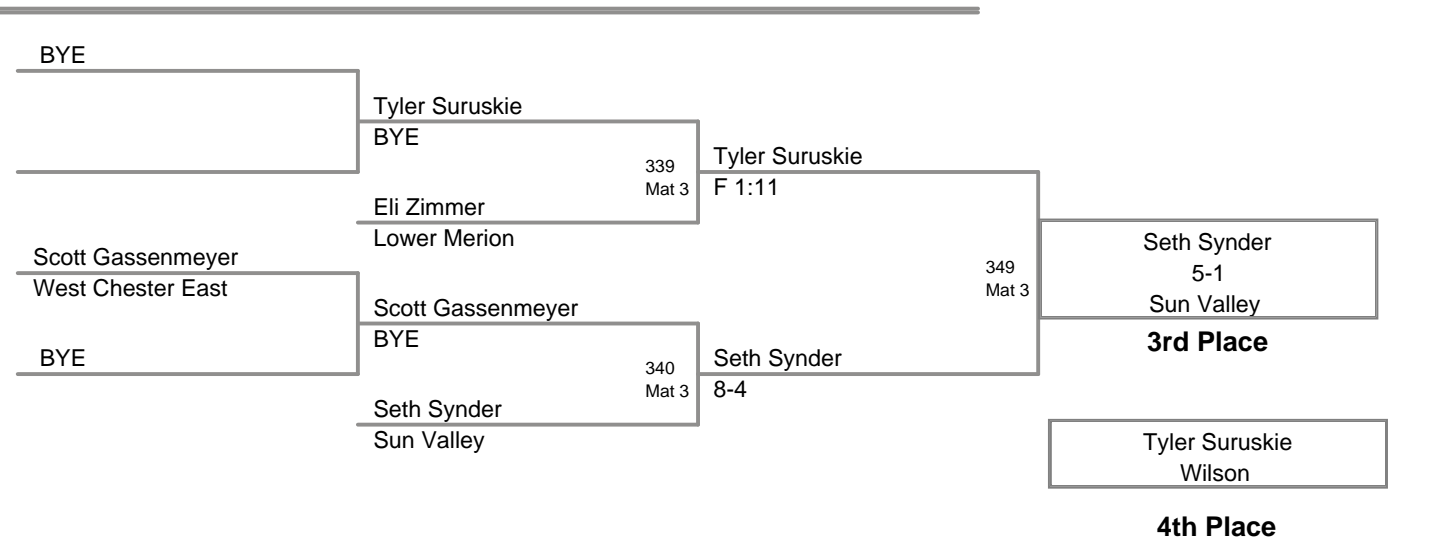 BYE
Tyler Suruskie
BYE
339
Mat 3
Tyler Suruskie
F 1:11
Eli Zimmer
Lower Merion
Scott Gassenmeyer
West Chester East
349
Mat 3
Seth Synder
5-1
Sun Valley
3rd Place
Scott Gassenmeyer
BYE
BYE
340
Mat 3
Seth Synder
8-4
Seth Synder
Sun Valley
Tyler Suruskie
Wilson
4th Place